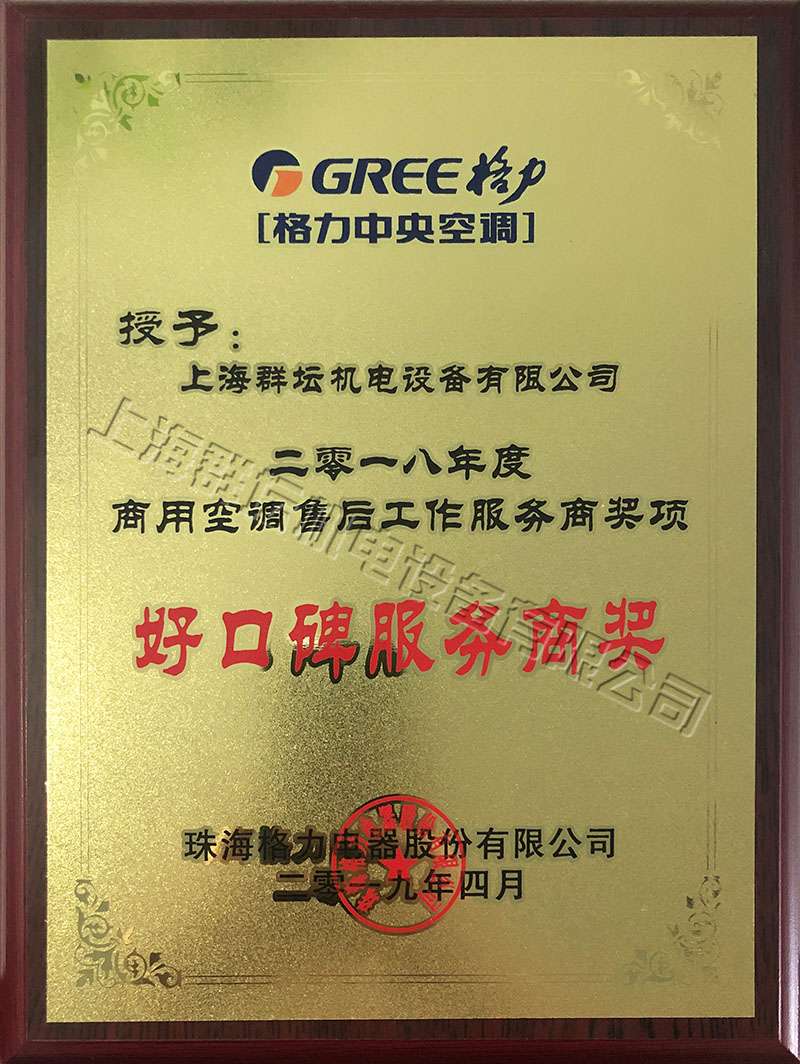 GREE格力
[格力中央空调]
授予：
上海群坛机电设备有限公司
二零一八年度
商用空调售后工作服务商奖项
好口碑服务商奖
珠海格力电器股份有限公司
二零一九年四月
上海群坛机电设备有限公司